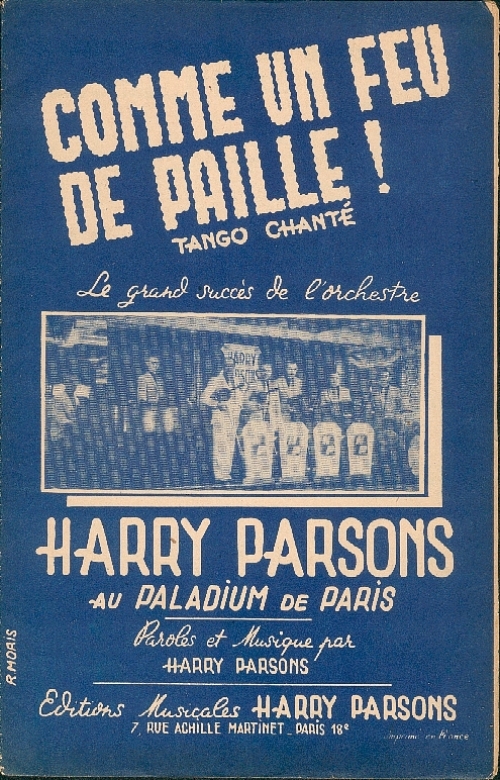 COMME UN FEU
DE PAILLE !
TANGO CHANTÉ
Le grand succès de l'orchestre
HARRY
PARSONS
HARRY PARSONS
AU PALADIUM DE PARIS
Paroles et Musique par
HARRY PARSONS
R. MORIS
Editions Musicales HARRY PARSONS
7, RUE ACHILLE MARTINET _ PARIS 18e
Imprimé en France